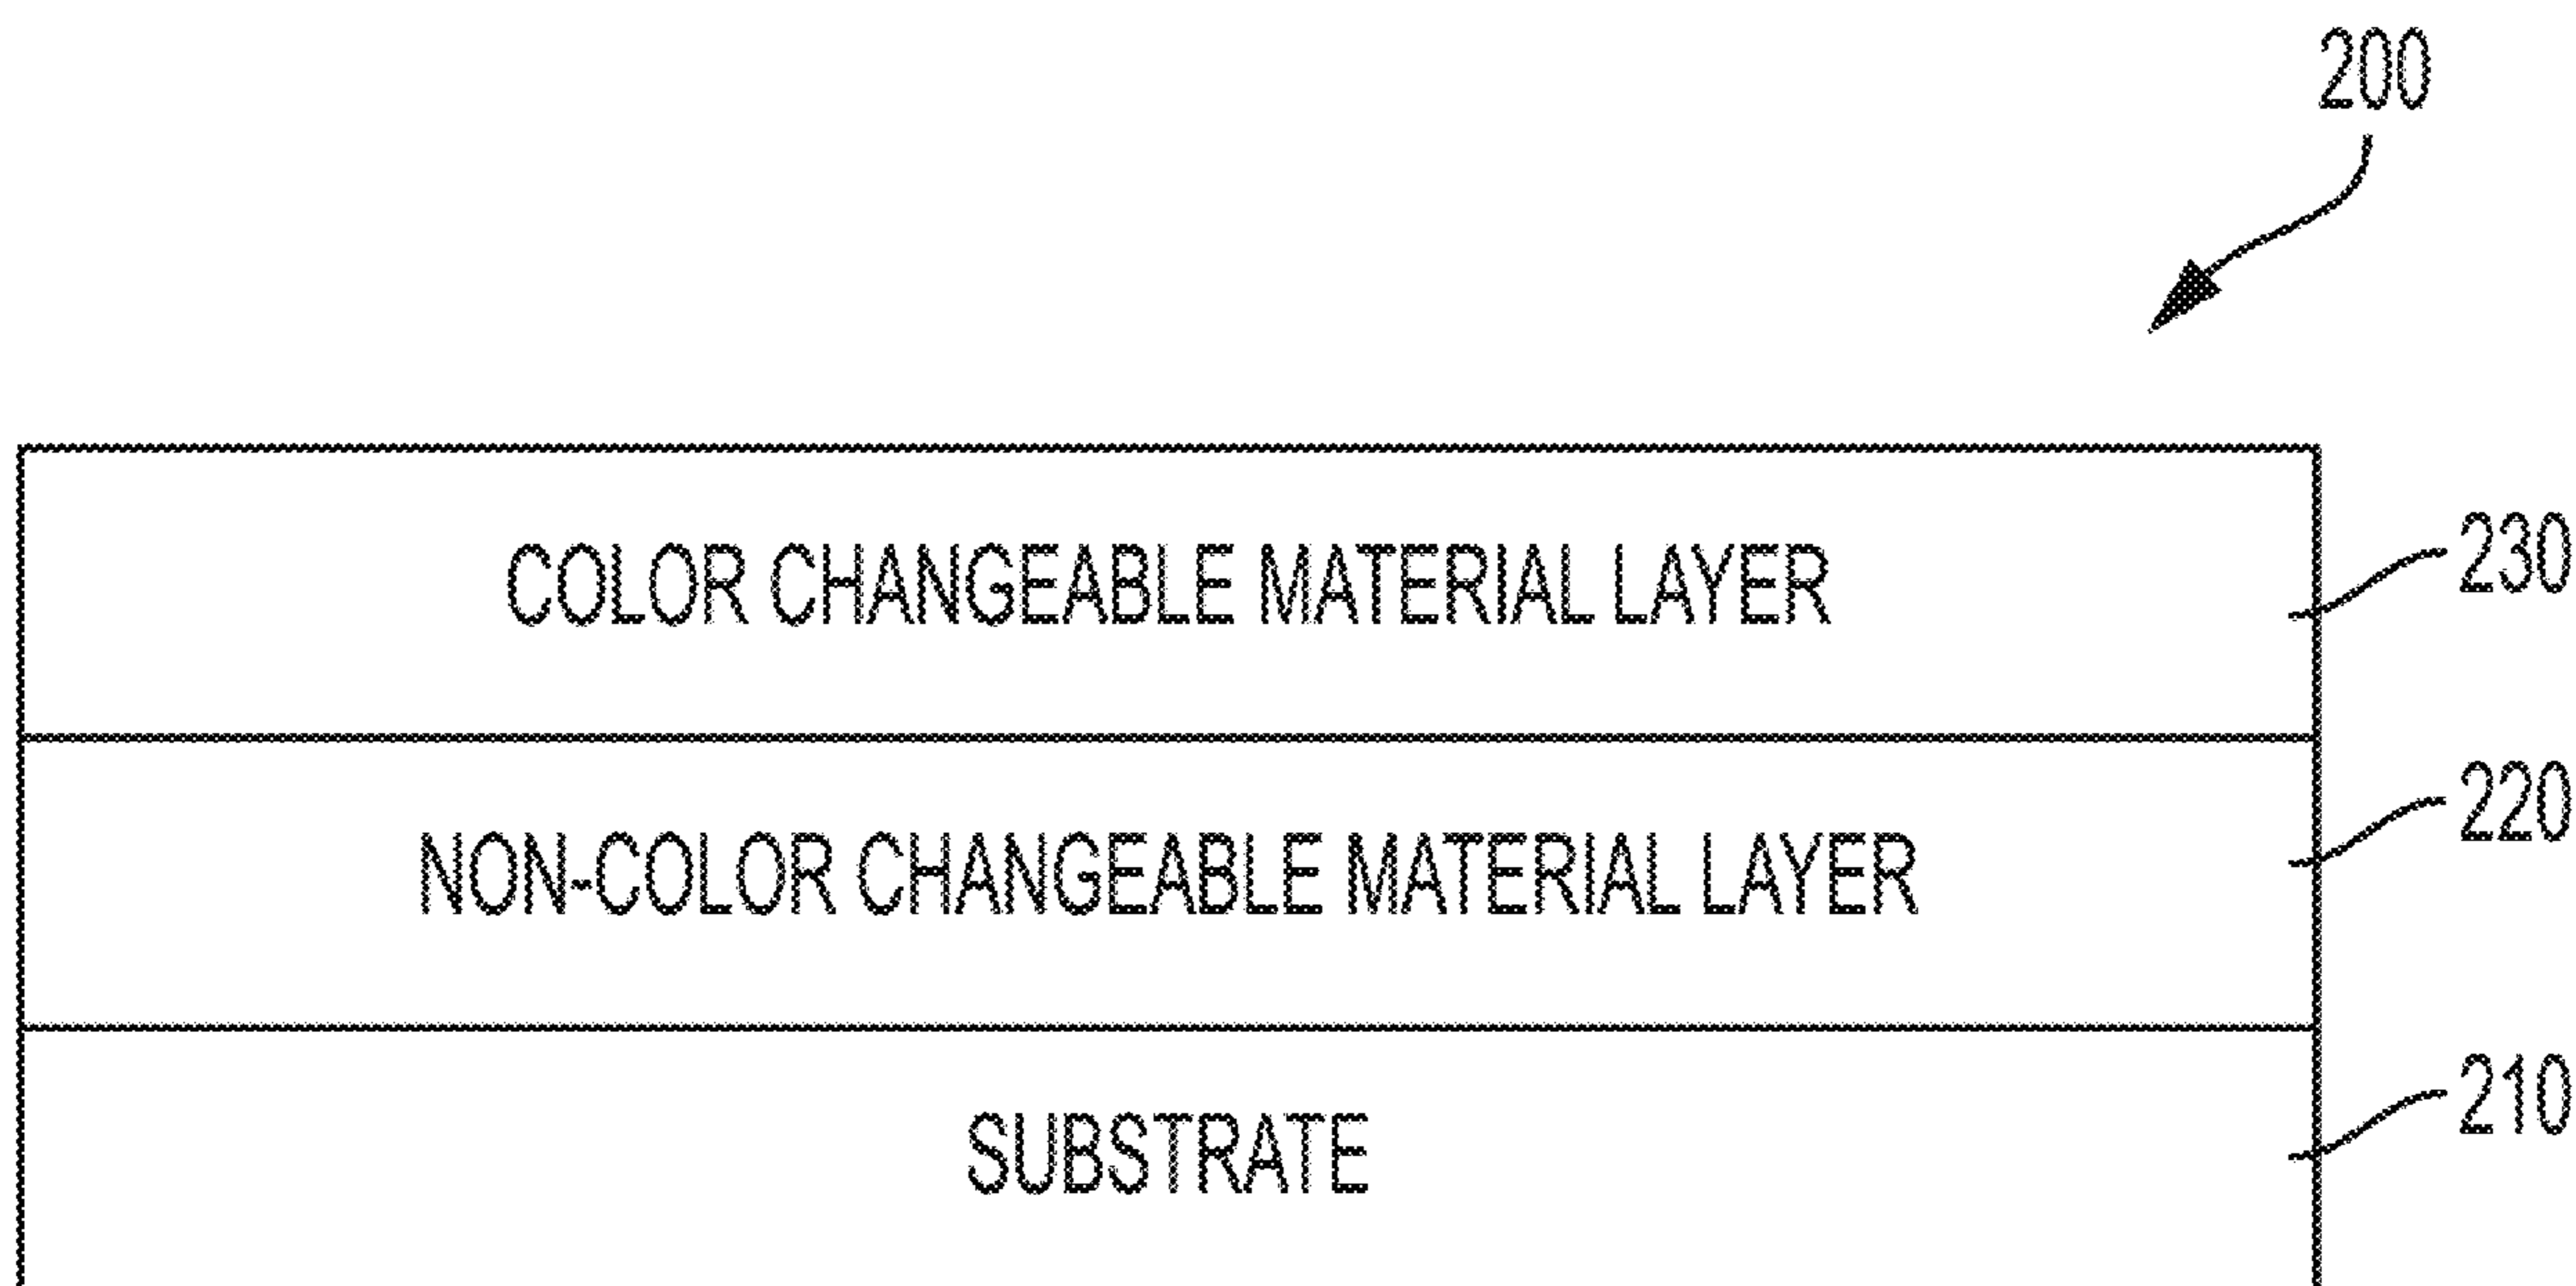 200
COLOR CHANGEABLE MATERIAL LAYER
230
NON-COLOR CHANGEABLE MATERIAL LAYER
220
SUBSTRATE
210